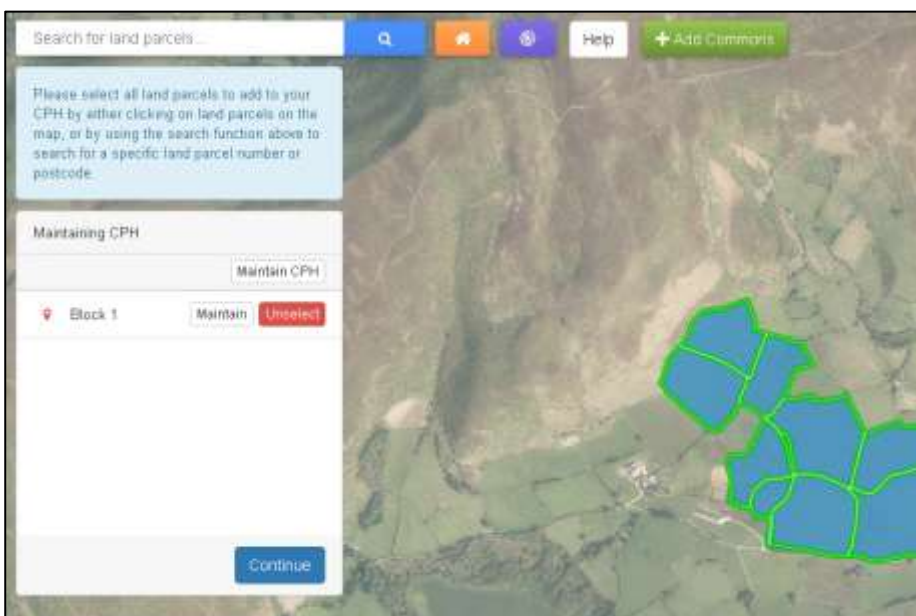 Search for land parcels...
Help
+ Add Commons
Please select all land parcels to add to your
CPH by either clicking on land parcels on the
map, or by using the search function above to
search for a specific land parcel number or
postcode
Maintaining CPH
Maintain CPH
Block 1
Maintain
Unselect
Continue